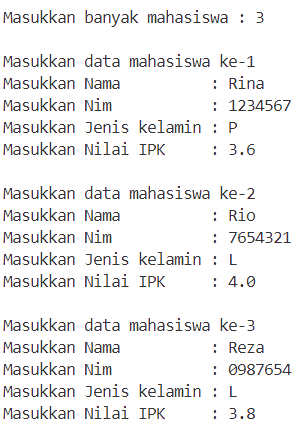 Masukkan banyak mahasiswa : 3
Masukkan data mahasiswa ke-1
Masukkan Nama : Rina
Masukkan Nim : 1234567
Masukkan Jenis kelamin : P
Masukkan Nilai IPK : 3.6
Masukkan data mahasiswa ke-2
Masukkan Nama : Rio
Masukkan Nim : 7654321
Masukkan Jenis kelamin : L
Masukkan Nilai IPK : 4.0
Masukkan data mahasiswa ke-3
Masukkan Nama : Reza
Masukkan Nim : 0987654
Masukkan Jenis kelamin : L
Masukkan Nilai IPK : 3.8